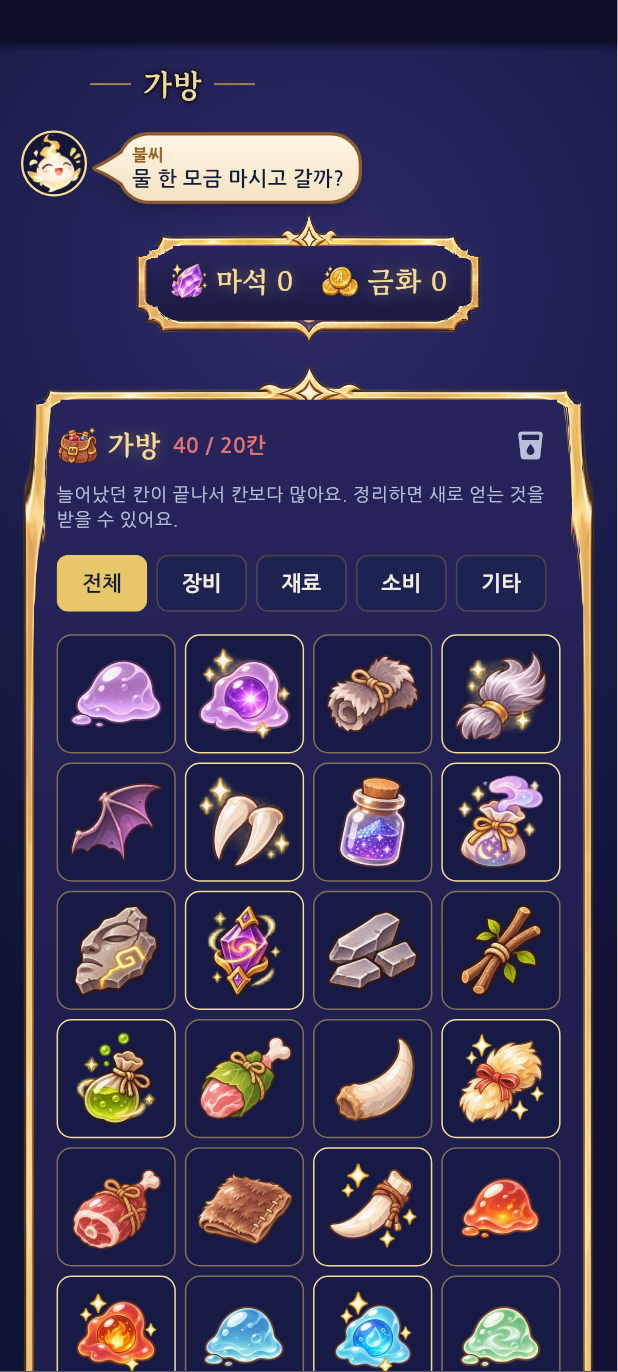 가방
불씨
물 한 모금 마시고 갈까?
마석 0 금화 0
가방 40 / 20칸
늘어났던 칸이 끝나서 칸보다 많아요. 정리하면 새로 얻는 것을
받을 수 있어요.
전체 장비 재료 소비 기타